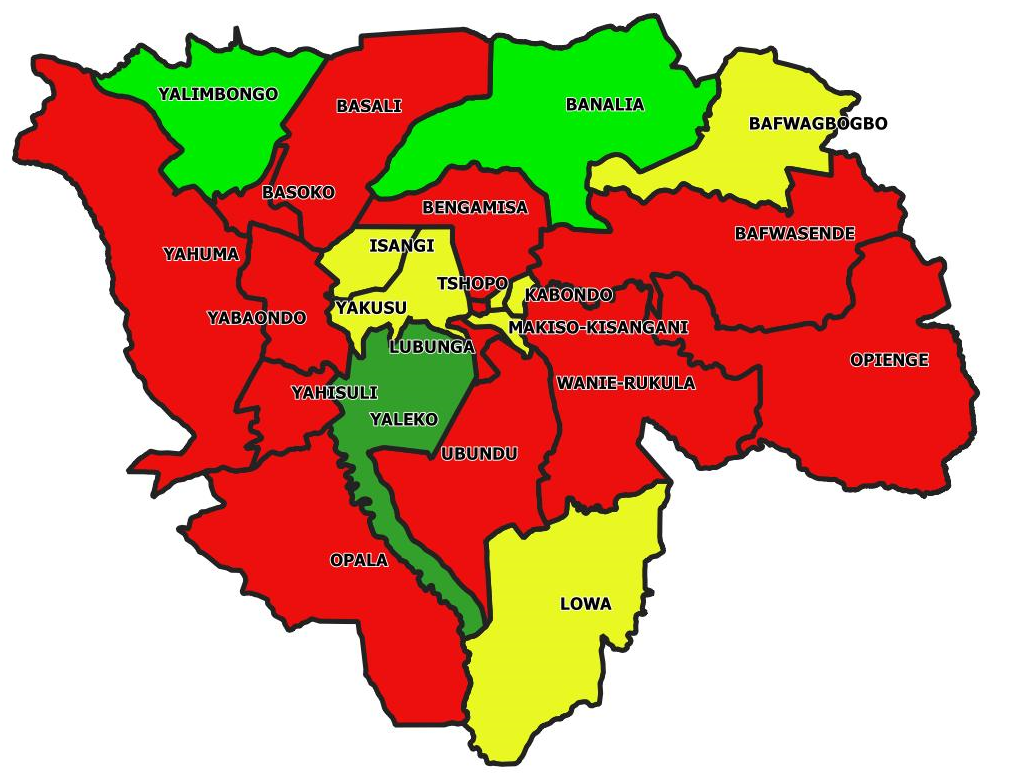 YALIMBONGO
BASALI
BANALIA
BAFWAGBOGBO
BASOKO
BENGAMISA
BAFWASENDE
YAHUMA
ISANGI
TSHOPO
KABONDO
YAKUSU
YABAONDO
MAKISO-KISANGANI
LUBUNGA
OPIENGE
YAHISULI
WANIE-RUKULA
YALEKO
UBUNDU
OPALA
LOWA